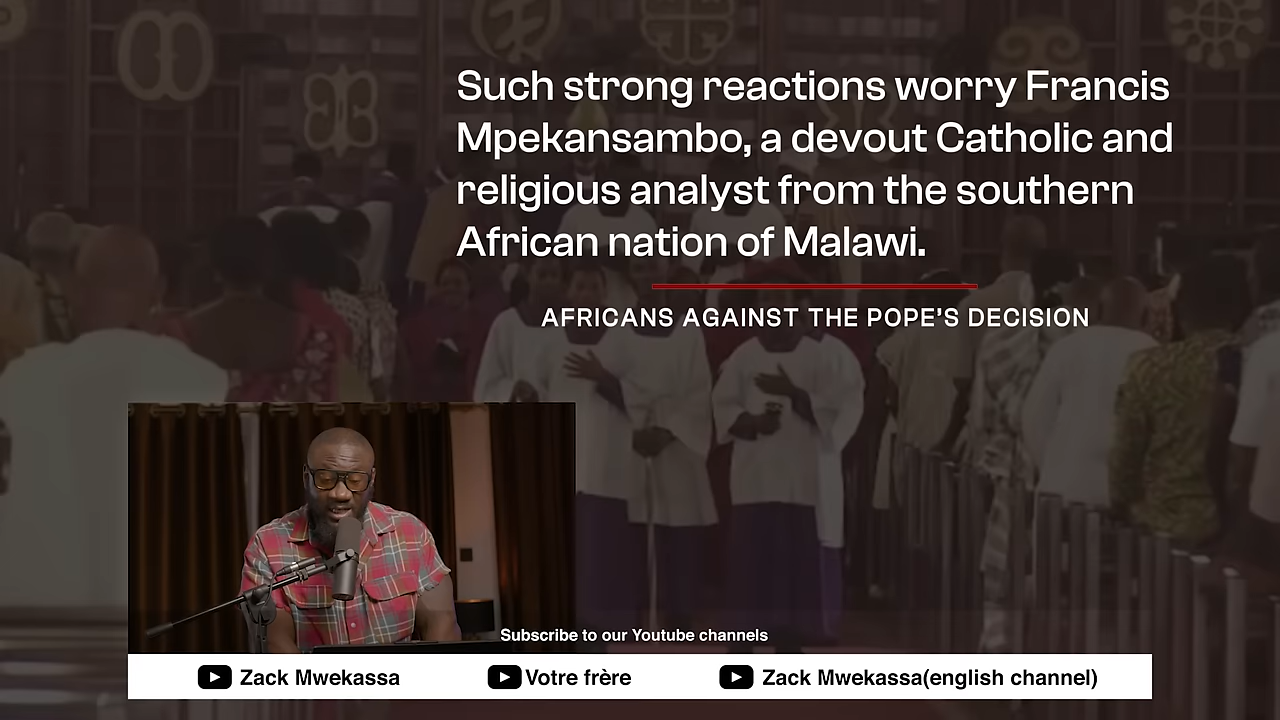 Such strong reactions worry Francis
Mpekansambo, a devout Catholic and
religious analyst from the southern
African nation of Malawi.
AFRICANS AGAINST THE POPE'S DECISION
Subscribe to our Youtube channels
Zack Mwekassa
Votre frère
Zack Mwekassa(english channel)